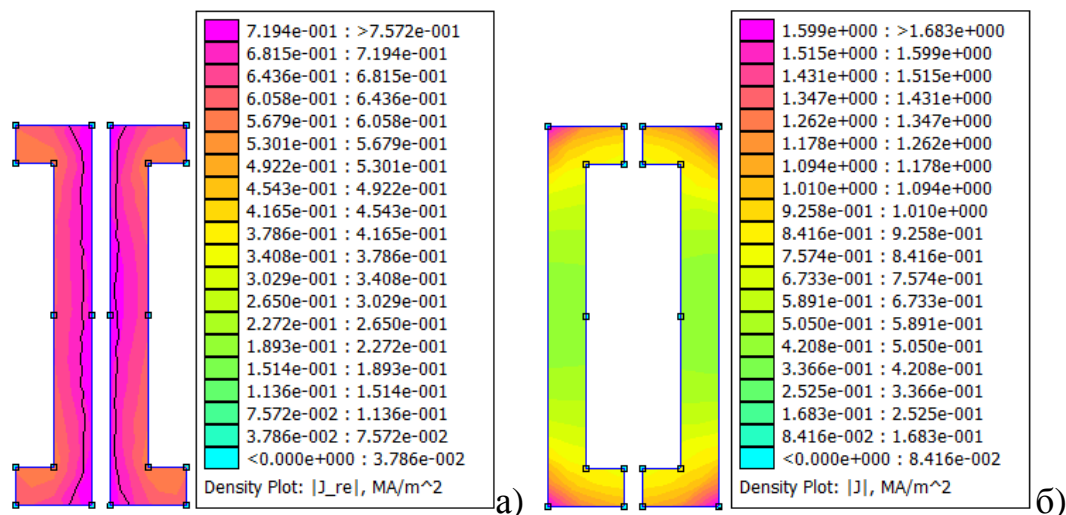 7.194e-001 : >7.572e-001
6.815e-001 : 7.194e-001
6.436e-001 : 6.815e-001
6.058e-001 : 6.436e-001
5.679e-001 : 6.058e-001
5.301e-001 : 5.679e-001
4.922e-001 : 5.301e-001
4.543e-001 : 4.922e-001
4.165e-001 : 4.543e-001
3.786e-001 : 4.165e-001
3.408e-001 : 3.786e-001
3.029e-001 : 3.408e-001
2.650e-001 : 3.029e-001
2.272e-001 : 2.650e-001
1.893e-001 : 2.272e-001
1.514e-001 : 1.893e-001
1.136e-001 : 1.514e-001
7.572e-002 : 1.136e-001
3.786e-002 : 7.572e-002
<0.000e+000 : 3.786e-002
Density Plot: |J_re|, MA/m^2
а)
1.599e+000 : >1.683e+000
1.515e+000 : 1.599e+000
1.431e+000 : 1.515e+000
1.347e+000 : 1.431e+000
1.262e+000 : 1.347e+000
1.178e+000 : 1.262e+000
1.094e+000 : 1.178e+000
1.010e+000 : 1.094e+000
9.258e-001 : 1.010e+000
8.416e-001 : 9.258e-001
7.574e-001 : 8.416e-001
6.733e-001 : 7.574e-001
5.891e-001 : 6.733e-001
5.050e-001 : 5.891e-001
4.208e-001 : 5.050e-001
3.366e-001 : 4.208e-001
2.525e-001 : 3.366e-001
1.683e-001 : 2.525e-001
8.416e-002 : 1.683e-001
<0.000e+000 : 8.416e-002
Density Plot: |J|, MA/m^2
б)